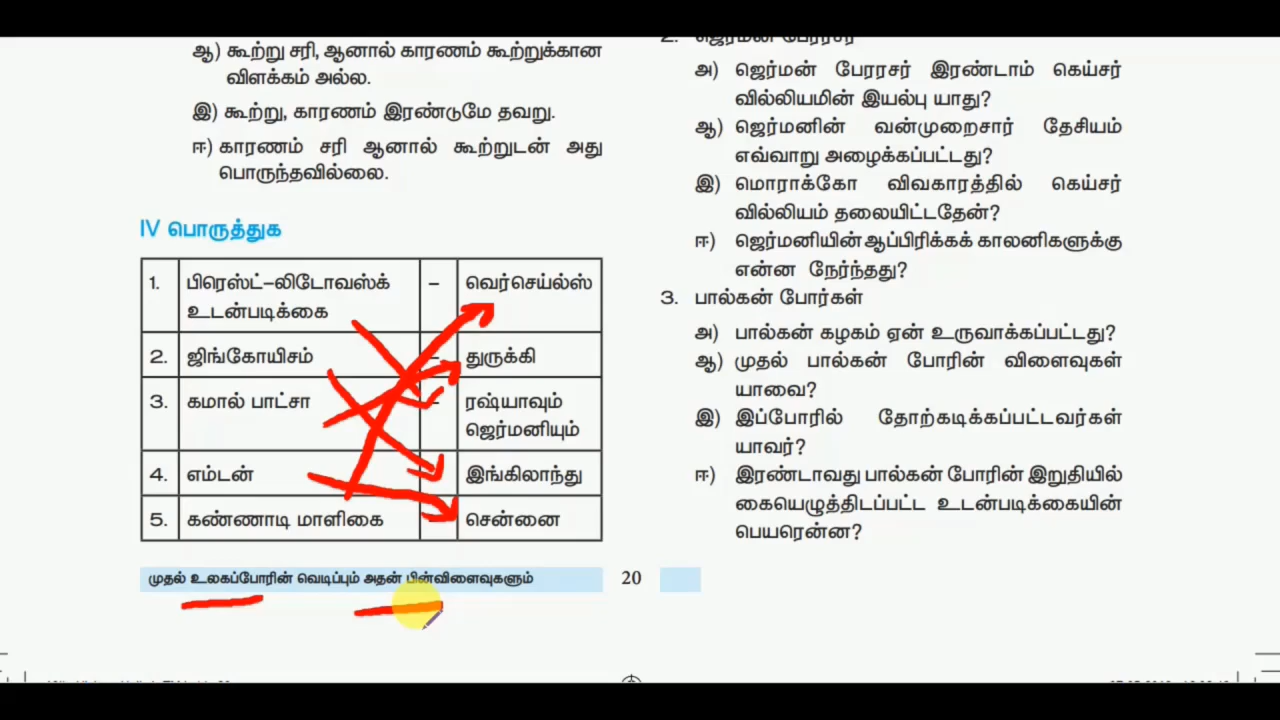 ஆ) கூற்று சரி, ஆனால் காரணம் கூற்றுக்கான
விளக்கம் அல்ல.
இ) கூற்று, காரணம் இரண்டுமே தவறு.
ஈ) காரணம் சரி ஆனால் கூற்றுடன் அது
பொருந்தவில்லை.
IV பொருத்துக
1. பிரெஸ்ட்–லிடோவஸ்க் உடன்படிக்கை – வெர்செய்ல்ஸ்
2. ஜிங்கோயிசம் – துருக்கி
3. கமால் பாட்சா – ரஷ்யாவும் ஜெர்மனியும்
4. எம்டன் இங்கிலாந்து
5. கண்ணாடி மாளிகை சென்னை
முதல் உலகப்போரின் வெடிப்பும் அதன் பின்விளைவுகளும் 20
2. ஜெர்மன் பேரரசர்
அ) ஜெர்மன் பேரரசர் இரண்டாம் கெய்சர்
வில்லியமின் இயல்பு யாது?
ஆ) ஜெர்மனின் வன்முறைசார் தேசியம்
எவ்வாறு அழைக்கப்பட்டது?
இ) மொராக்கோ விவகாரத்தில் கெய்சர்
வில்லியம் தலையிட்டதேன்?
ஈ) ஜெர்மனியின் ஆப்பிரிக்கக் காலனிகளுக்கு
என்ன நேர்ந்தது?
3. பால்கன் போர்கள்
அ) பால்கன் கழகம் ஏன் உருவாக்கப்பட்டது?
ஆ) முதல் பால்கன் போரின் விளைவுகள்
யாவை?
இ) இப்போரில் தோற்கடிக்கப்பட்டவர்கள்
யாவர்?
ஈ) இரண்டாவது பால்கன் போரின் இறுதியில்
கையெழுத்திடப்பட்ட உடன்படிக்கையின்
பெயரென்ன?